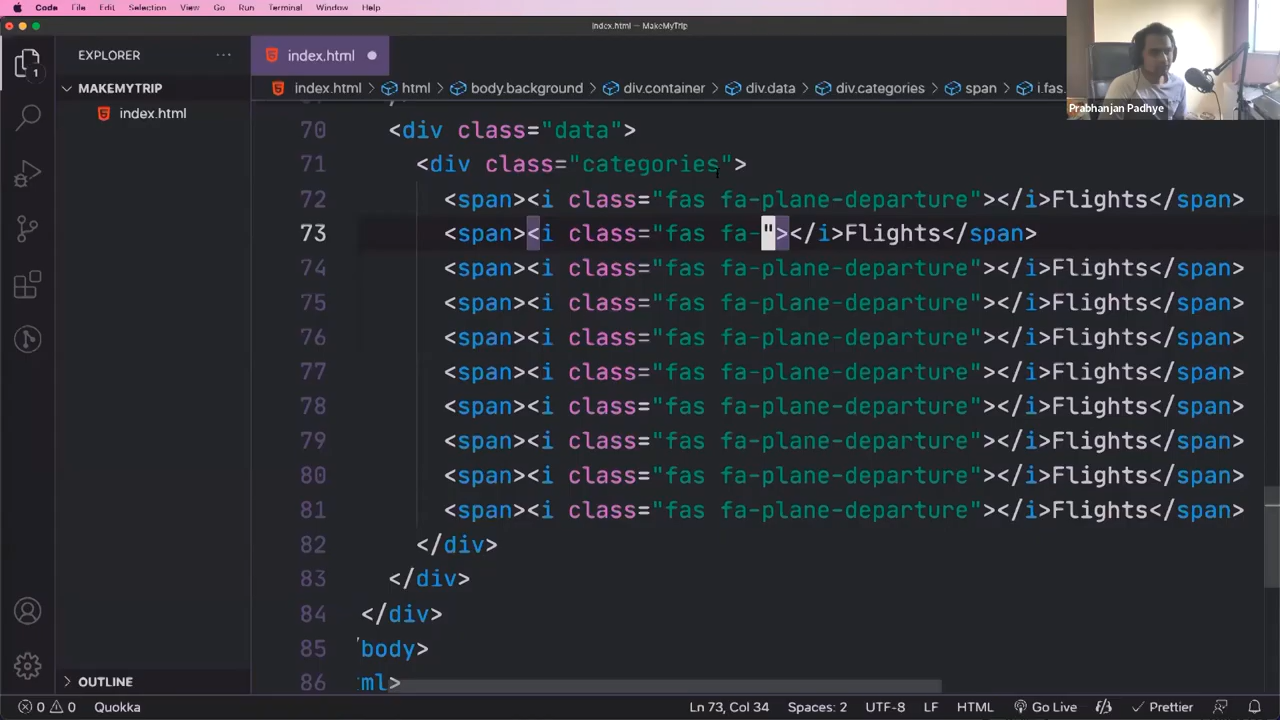 Code File Edit Selection View Go Run Terminal Window Help
index.html — MakeMyTrip
EXPLORER
index.html
Prabhanjan Padhye
MAKEMYTRIP
index.html > html > body.background > div.container > div.data > div.categories > span > i.fas.
index.html
70 <div class="data">
71 <div class="categories">
72 <span><i class="fas fa-plane-departure"></i>Flights</span>
73 <span><i class="fas fa-"></i>Flights</span>
74 <span><i class="fas fa-plane-departure"></i>Flights</span>
75 <span><i class="fas fa-plane-departure"></i>Flights</span>
76 <span><i class="fas fa-plane-departure"></i>Flights</span>
77 <span><i class="fas fa-plane-departure"></i>Flights</span>
78 <span><i class="fas fa-plane-departure"></i>Flights</span>
79 <span><i class="fas fa-plane-departure"></i>Flights</span>
80 <span><i class="fas fa-plane-departure"></i>Flights</span>
81 <span><i class="fas fa-plane-departure"></i>Flights</span>
82 </div>
83 </div>
84 </div>
85 /body>
86 ml>
OUTLINE
0 0 Quokka Ln 73, Col 34 Spaces: 2 UTF-8 LF HTML Go Live Prettier